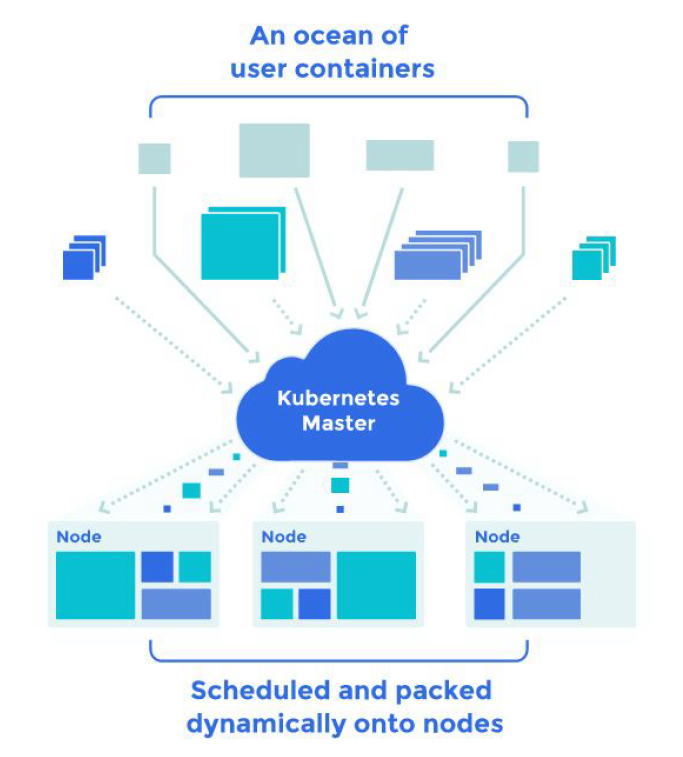 An ocean of
user containers
Kubernetes
Master
Node
Node
Node
Scheduled and packed
dynamically onto nodes